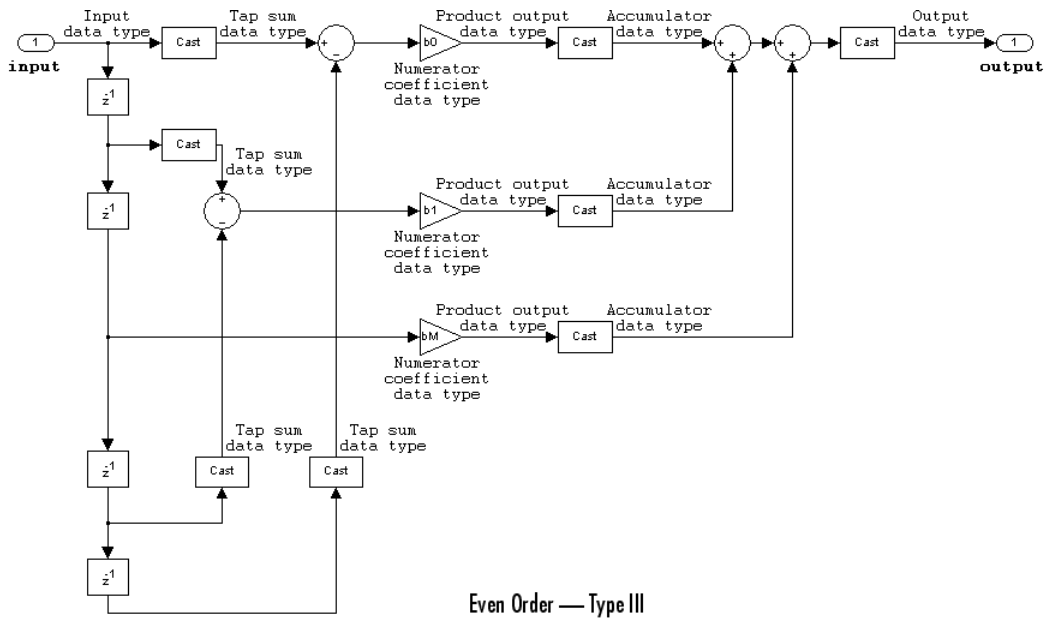 Input
data type
Tap sum
data type
Product output
data type
Accumulator
data type
Output
data type
1
Cast
+
−
b0
Cast
+
+
+
+
Cast
1
input
output
Numerator
coefficient
data type
z-1
Cast
Tap sum
data type
z-1
+
−
Product output
data type
Accumulator
data type
b1
Cast
Numerator
coefficient
data type
Product output
data type
Accumulator
data type
bM
Cast
Numerator
coefficient
data type
Tap sum
data type
Tap sum
data type
z-1
Cast
Cast
z-1
Even Order — Type III